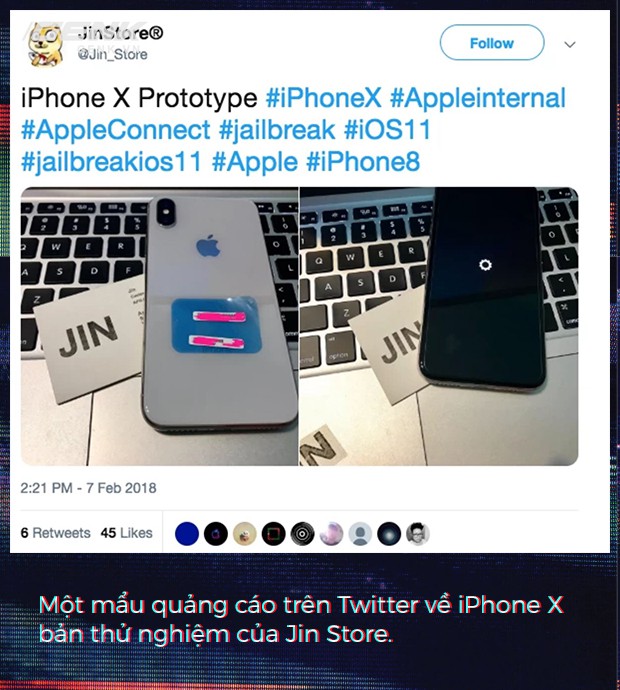 JinStore®
@Jin_Store
Follow
iPhone X Prototype #iPhoneX #Appleinternal
#AppleConnect #jailbreak #iOS11
#jailbreakios11 #Apple #iPhone8
JIN
JIN
JIN
2:21 PM - 7 Feb 2018
6 Retweets 45 Likes
Một mẩu quảng cáo trên Twitter về iPhone X
bản thử nghiệm của Jin Store.